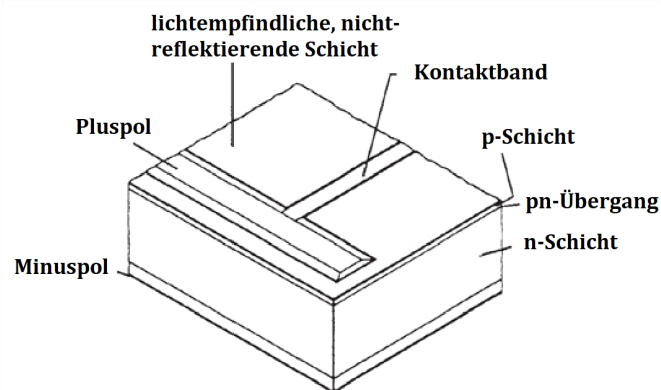 lichtempfindliche, nicht-
reflektierende Schicht
Kontaktband
Pluspol
p-Schicht
pn-Übergang
n-Schicht
Minuspol